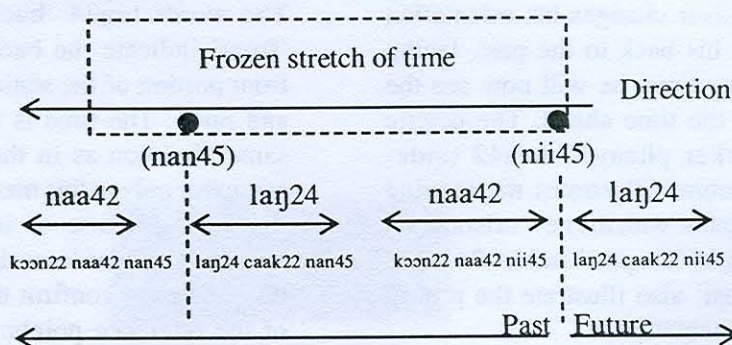 Frozen stretch of time
Direction
(nan45) (nii45)
naa42 laŋ24 naa42 laŋ24
kɔɔn22 naa42 nan45 laŋ24 caak22 nan45 kɔɔn22 naa42 nii45 laŋ24 caak22 nii45
Past Future